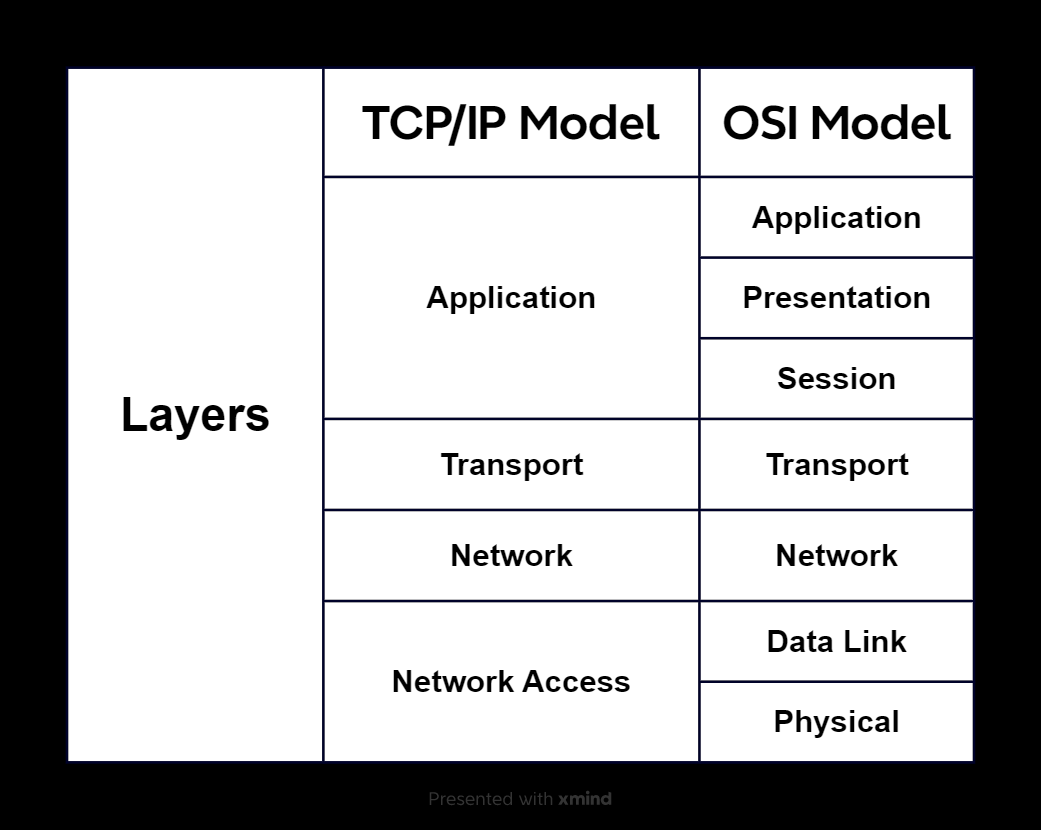 TCP/IP Model
OSI Model
Layers
Application
Application
Presentation
Session
Transport
Transport
Network
Network
Network Access
Data Link
Physical
Presented with xmind